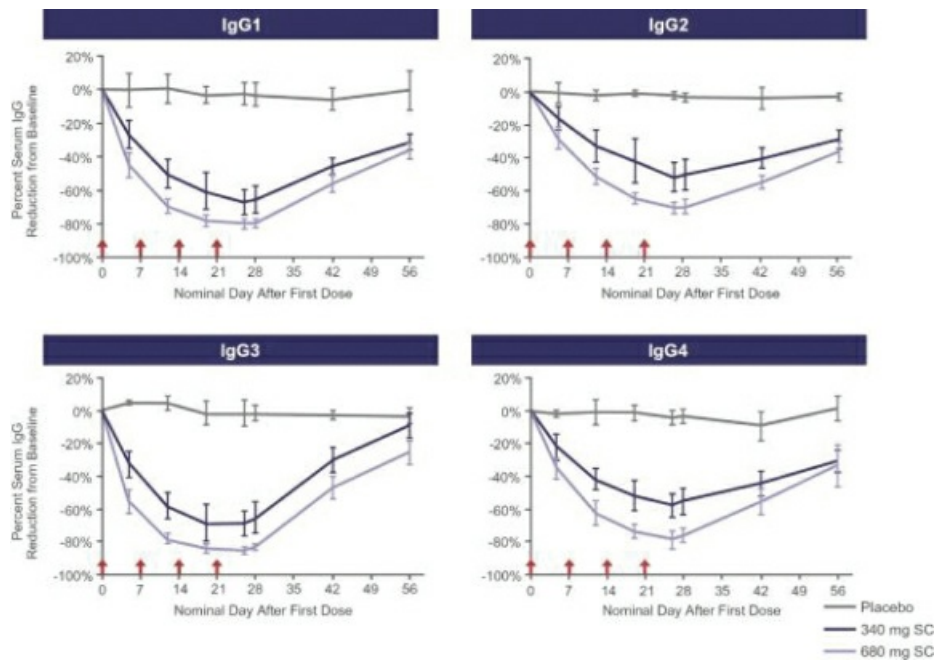 IgG1
20%
0%
-20%
-40%
-60%
-80%
-100%
Percent Serum IgG
Reduction from Baseline
0 7 14 21 28 35 42 49 56
Nominal Day After First Dose
IgG2
20%
0%
-20%
-40%
-60%
-80%
-100%
0 7 14 21 28 35 42 49 56
Nominal Day After First Dose
IgG3
20%
0%
-20%
-40%
-60%
-80%
-100%
Percent Serum IgG
Reduction from Baseline
0 7 14 21 28 35 42 49 56
Nominal Day After First Dose
IgG4
20%
0%
-20%
-40%
-60%
-80%
-100%
0 7 14 21 28 35 42 49 56
Nominal Day After First Dose
Placebo
340 mg SC
680 mg SC